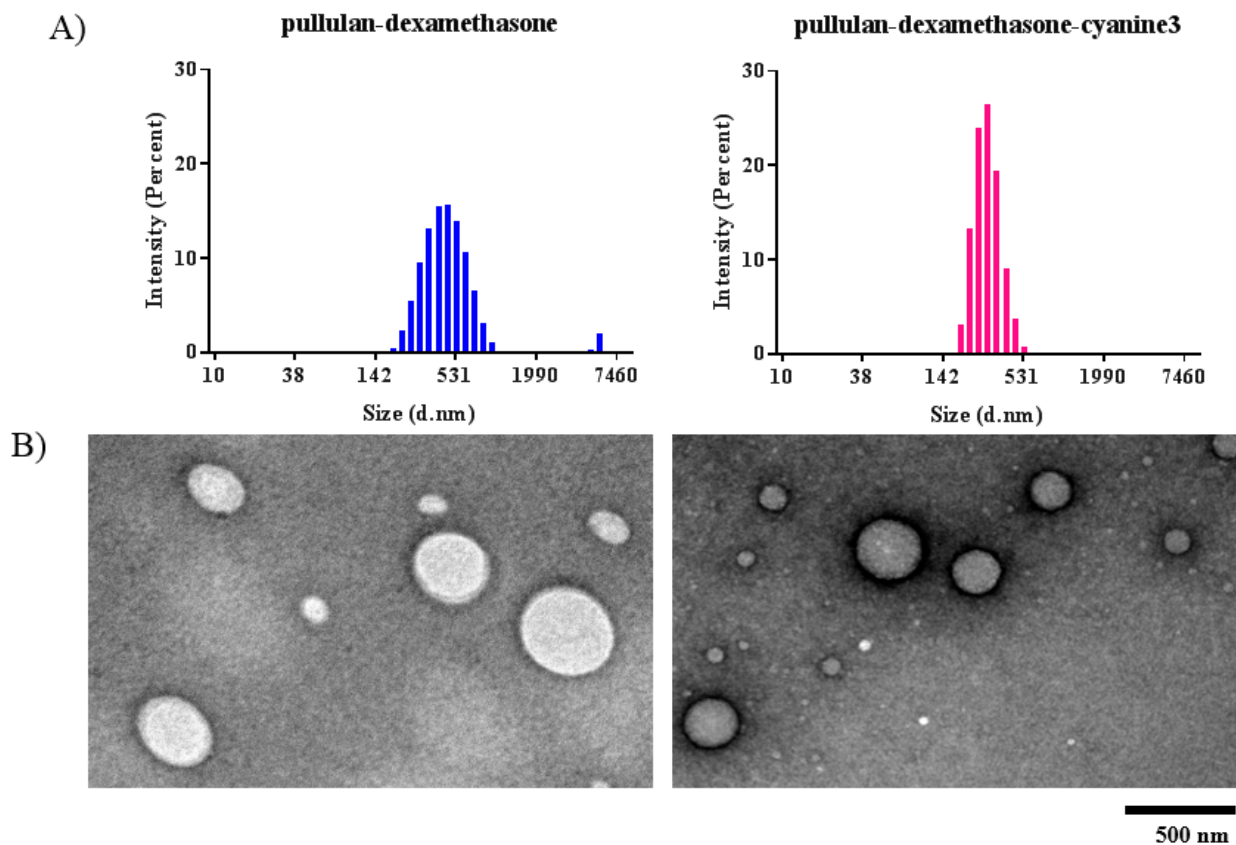 A)
pullulan-dexamethasone
pullulan-dexamethasone-cyanine3
30
20
10
0
Intensity (Percent)
10 38 142 531 1990 7460
Size (d.nm)
30
20
10
0
Intensity (Percent)
10 38 142 531 1990 7460
Size (d.nm)
B)
500 nm